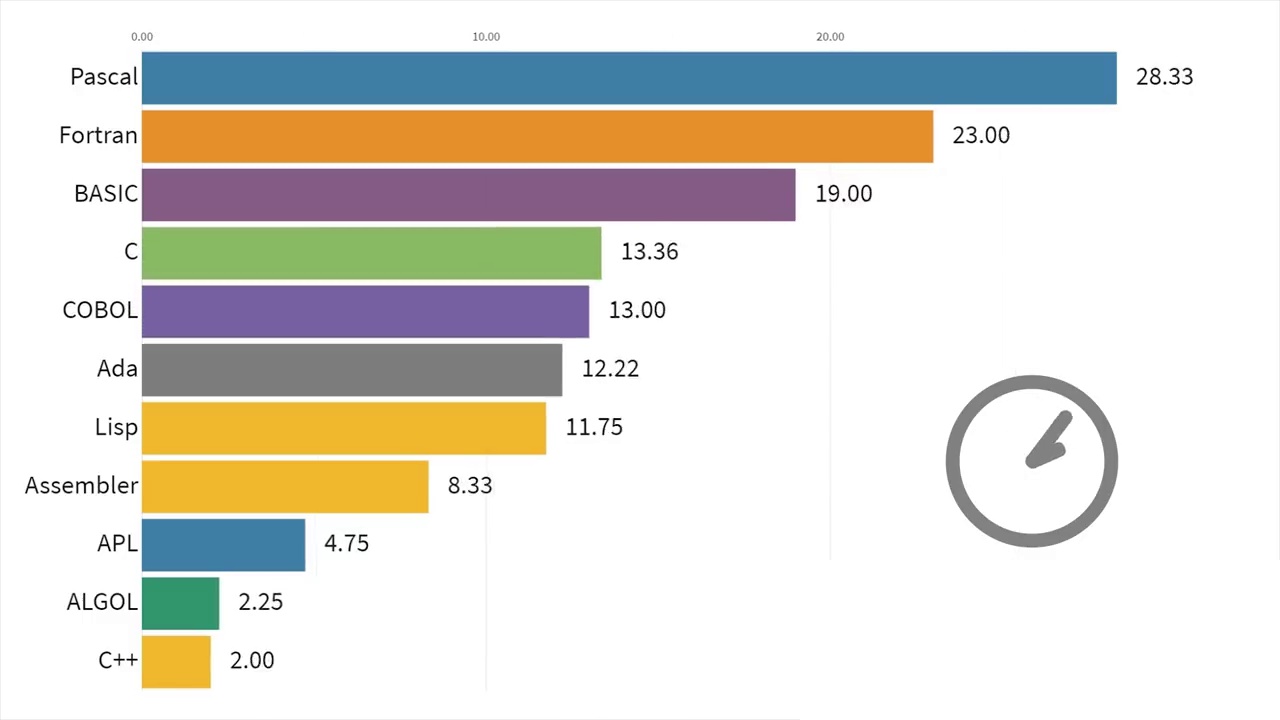 0.00 10.00 20.00
Pascal 28.33
Fortran 23.00
BASIC 19.00
C 13.36
COBOL 13.00
Ada 12.22
Lisp 11.75
Assembler 8.33
APL 4.75
ALGOL 2.25
C++ 2.00